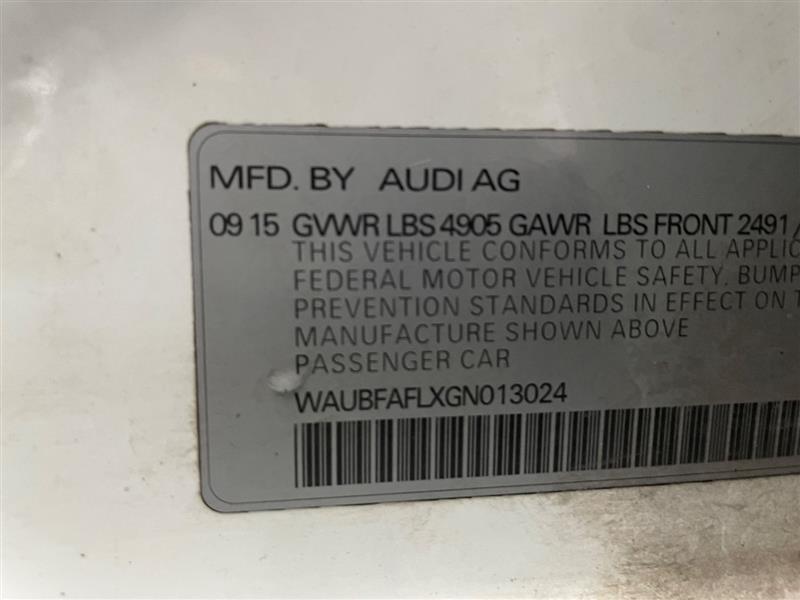 MFD. BY AUDI AG
09 15 GVWR LBS 4905 GAWR LBS FRONT 2491 /
THIS VEHICLE CONFORMS TO ALL APPLIC
FEDERAL MOTOR VEHICLE SAFETY, BUMP
PREVENTION STANDARDS IN EFFECT ON T
MANUFACTURE SHOWN ABOVE
PASSENGER CAR
WAUBFAFLXGN013024